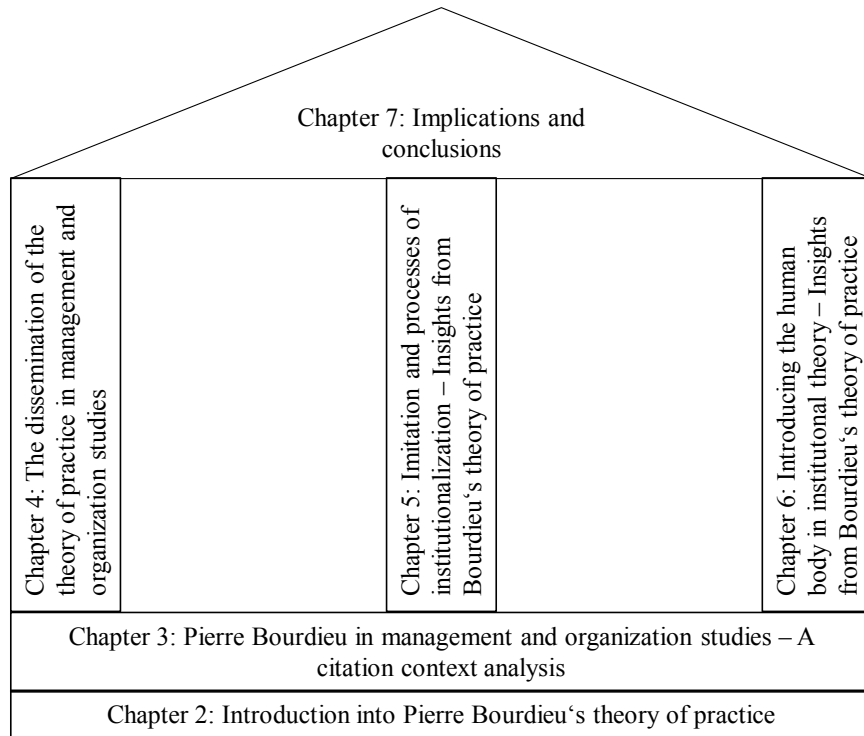 Chapter 7: Implications and
conclusions
Chapter 4: The dissemination of the
theory of practice in management and
organization studies
Chapter 5: Imitation and processes of
institutionalization – Insights from
Bourdieu‘s theory of practice
Chapter 6: Introducing the human
body in institutonal theory – Insights
from Bourdieu‘s theory of practice
Chapter 3: Pierre Bourdieu in management and organization studies – A
citation context analysis
Chapter 2: Introduction into Pierre Bourdieu‘s theory of practice